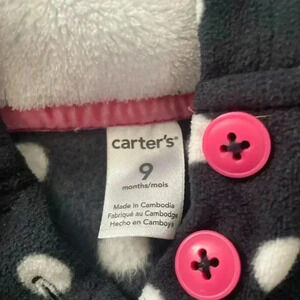 carter's
9
months/mois
Made in Cambodia
Fabriqué au Cambodge
Hecho en Camboya